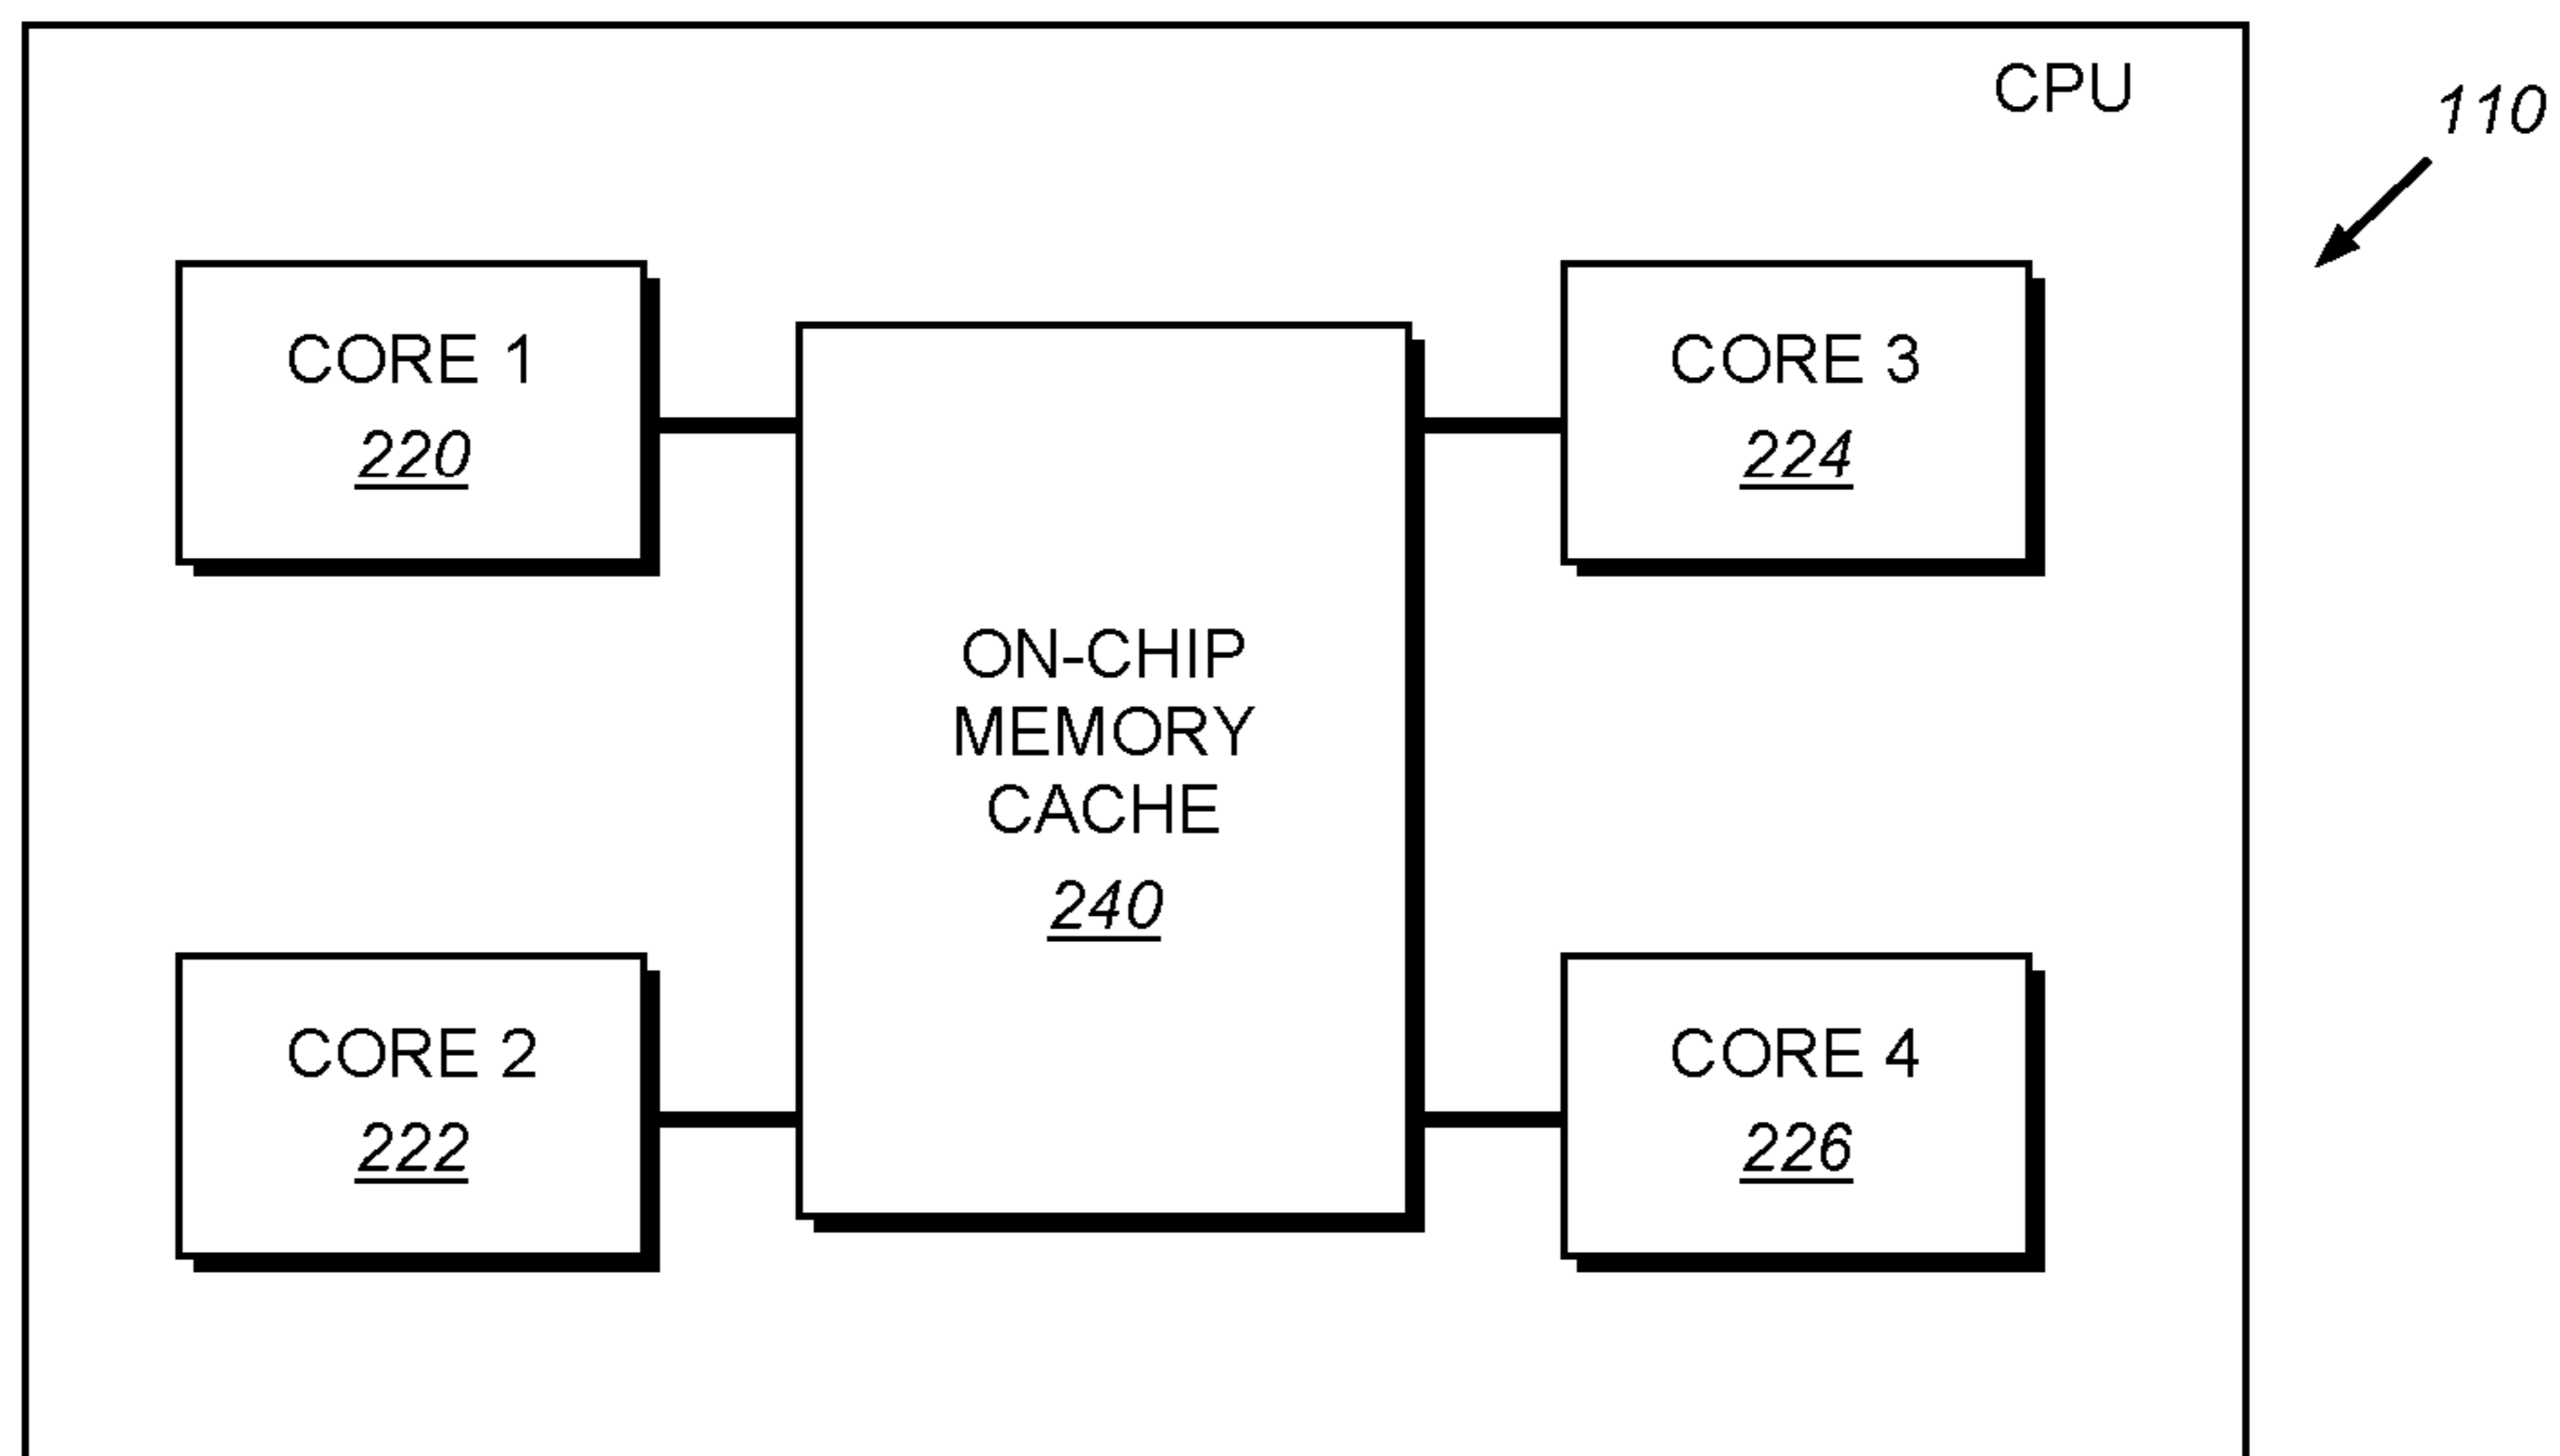 CPU
110
CORE 1
220
CORE 3
224
ON-CHIP
MEMORY
CACHE
240
CORE 2
222
CORE 4
226